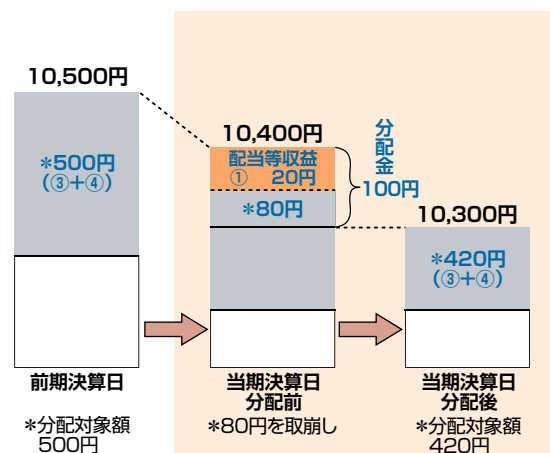 10,500円
*500円
(③+④)
前期決算日
*分配対象額
500円
10,400円
配当等収益
① 20円
*80円
分配金
100円
当期決算日
分配前
*80円を取崩し
10,300円
*420円
(③+④)
当期決算日
分配後
*分配対象額
420円